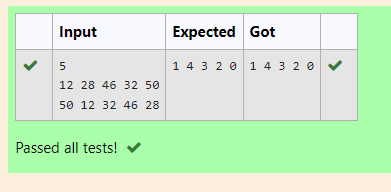 Input Expected Got
5 1 4 3 2 0 1 4 3 2 0
12 28 46 32 50
50 12 32 46 28
Passed all tests!